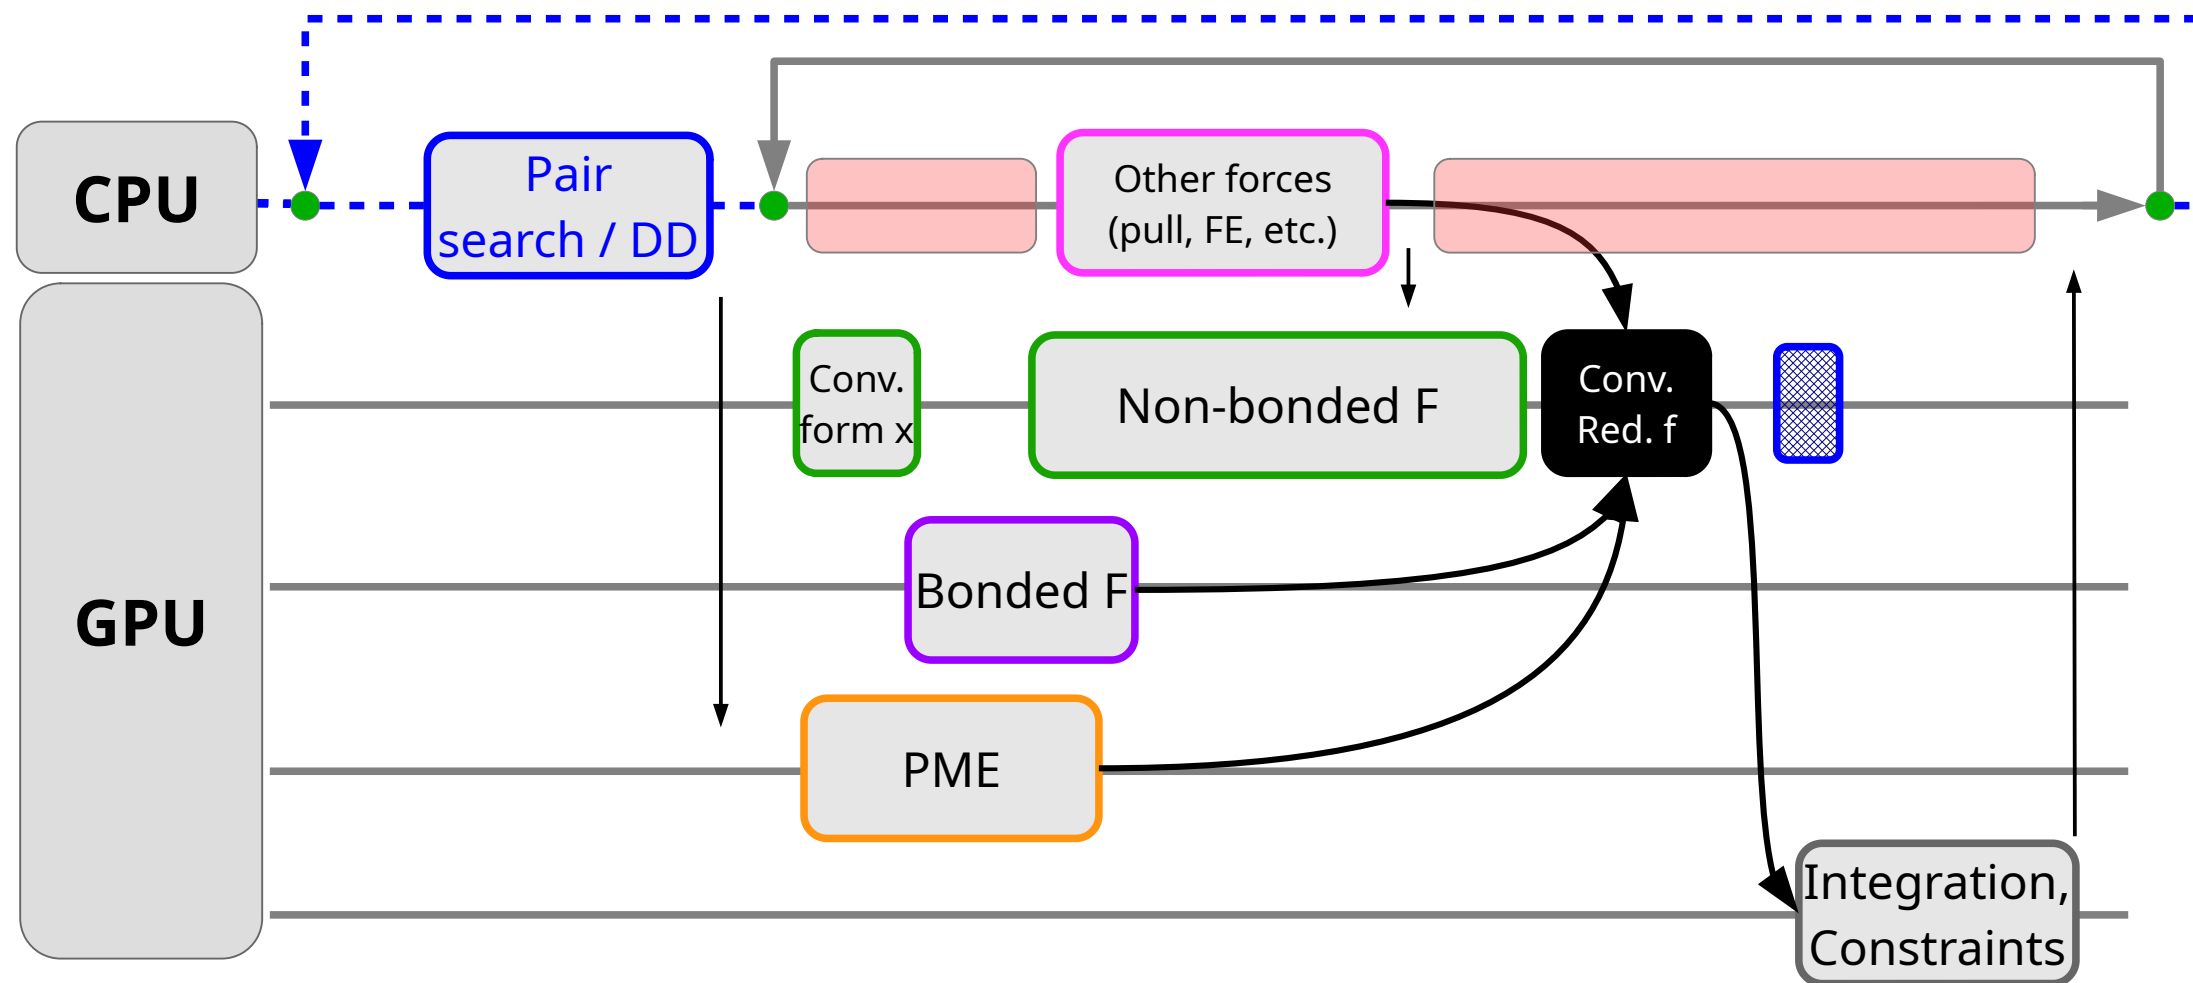 CPU
Pair
search / DD
Other forces
(pull, FE, etc.)
GPU
Conv.
form x
Non-bonded F
Conv.
Red. f
Bonded F
PME
Integration,
Constraints